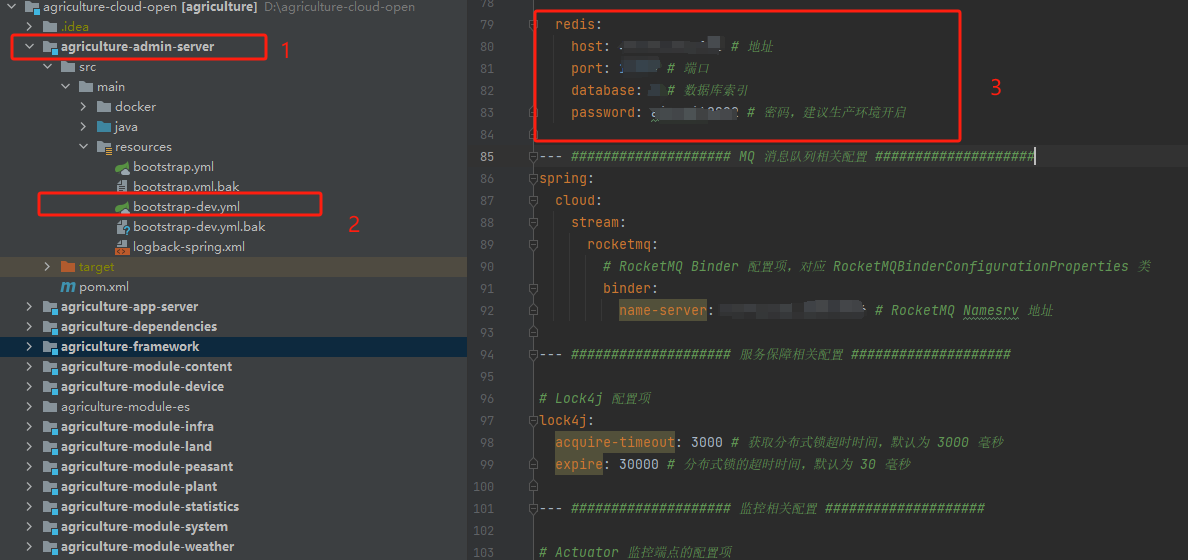 agriculture-cloud-open [agriculture] D:\agriculture-cloud-open
.idea
agriculture-admin-server
1
src
main
docker
java
resources
bootstrap.yml
bootstrap.yml.bak
bootstrap-dev.yml
2
bootstrap-dev.yml.bak
logback-spring.xml
target
pom.xml
agriculture-app-server
agriculture-dependencies
agriculture-framework
agriculture-module-content
agriculture-module-device
agriculture-module-es
agriculture-module-infra
agriculture-module-land
agriculture-module-peasant
agriculture-module-plant
agriculture-module-statistics
agriculture-module-system
agriculture-module-weather
78
79 redis:
80 host: # 地址
81 port: # 端口
82 database: # 数据库索引
83 password: # 密码，建议生产环境开启
3
84
85 --- #################### MQ 消息队列相关配置 ####################
86 spring:
87 cloud:
88 stream:
89 rocketmq:
90 # RocketMQ Binder 配置项，对应 RocketMQBinderConfigurationProperties 类
91 binder:
92 name-server: # RocketMQ Namesrv 地址
93
94 --- #################### 服务保障相关配置 ####################
95
96 # Lock4j 配置项
97 lock4j:
98 acquire-timeout: 3000 # 获取分布式锁超时时间，默认为 3000 毫秒
99 expire: 30000 # 分布式锁的超时时间，默认为 30 毫秒
100
101 --- #################### 监控相关配置 ####################
102
103 # Actuator 监控端点的配置项